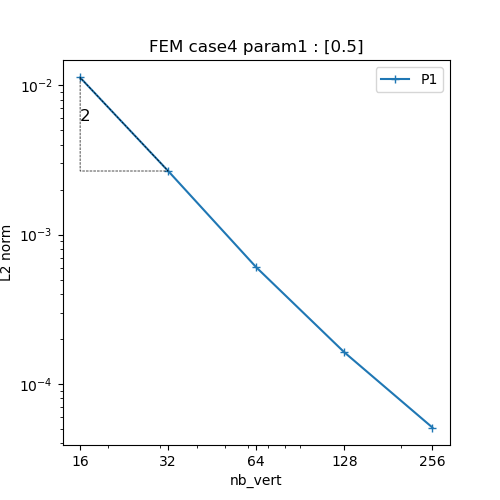 FEM case4 param1 : [0.5]
P1
10⁻²
2
10⁻³
L2 norm
10⁻⁴
16 32 64 128 256
nb_vert